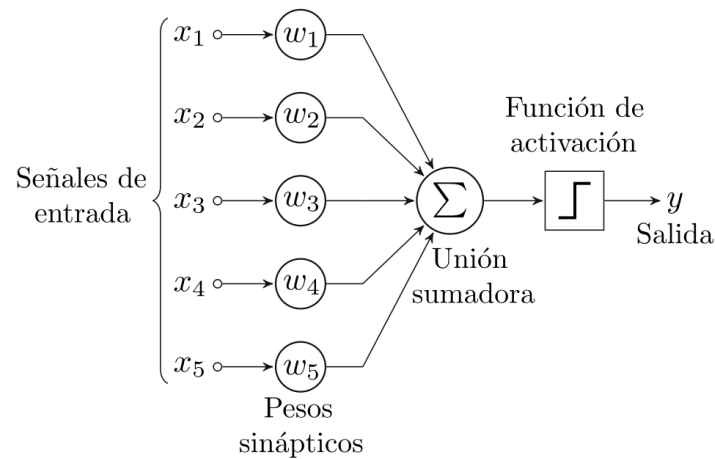 x₁ w₁
x₂ w₂
Función de
activación
Señales de
entrada
x₃ w₃ Σ y
Salida
Unión
sumadora
x₄ w₄
x₅ w₅
Pesos
sinápticos